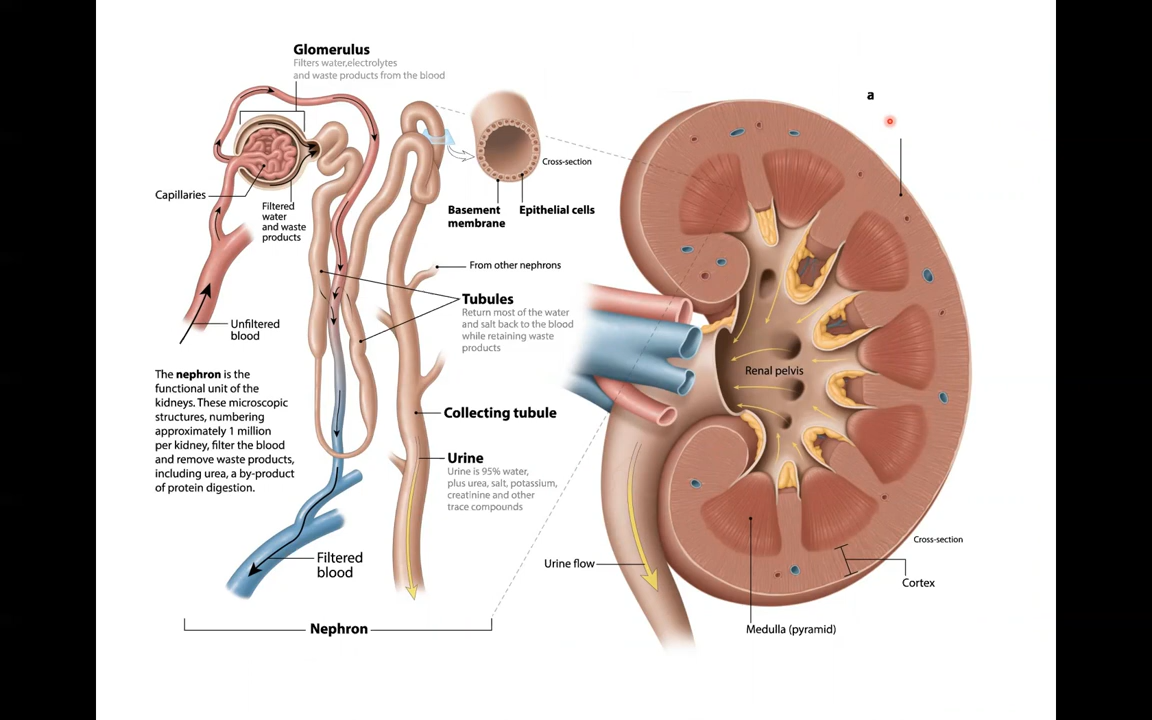 Glomerulus
Filters water,electrolytes
and waste products from the blood
a
Cross-section
Capillaries
Filtered
water
and waste
products
Basement
membrane
Epithelial cells
From other nephrons
Tubules
Return most of the water
and salt back to the blood
while retaining waste
products
Unfiltered
blood
The nephron is the
functional unit of the
kidneys. These microscopic
structures, numbering
approximately 1 million
per kidney, filter the blood
and remove waste products,
including urea, a by-product
of protein digestion.
Renal pelvis
Collecting tubule
Urine
Urine is 95% water,
plus urea, salt, potassium,
creatinine and other
trace compounds
Filtered
blood
Urine flow
Cross-section
Cortex
Nephron
Medulla (pyramid)